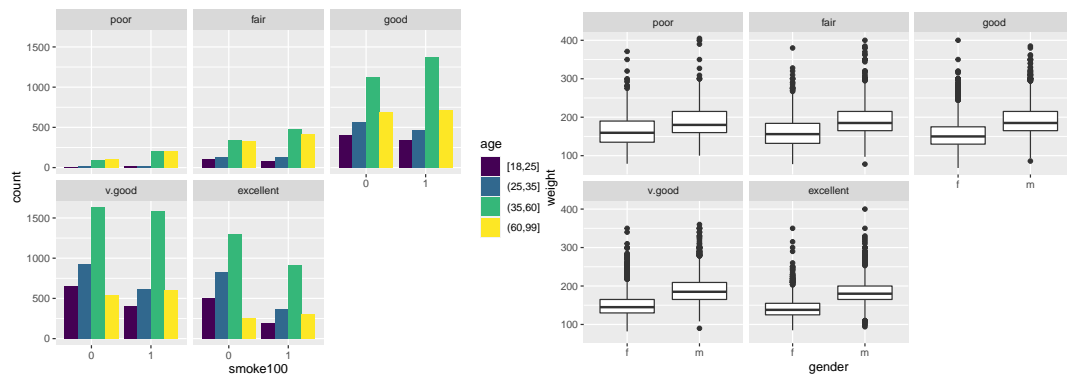 poor fair good
1500
1000
500
0
0 1
v.good excellent
1500
1000
500
0
0 1 0 1
smoke100
count
age
[18,25]
(25,35]
(35,60]
(60,99]
poor fair good
400
300
200
100
f m
v.good excellent
400
300
200
100
f m f m
gender
weight